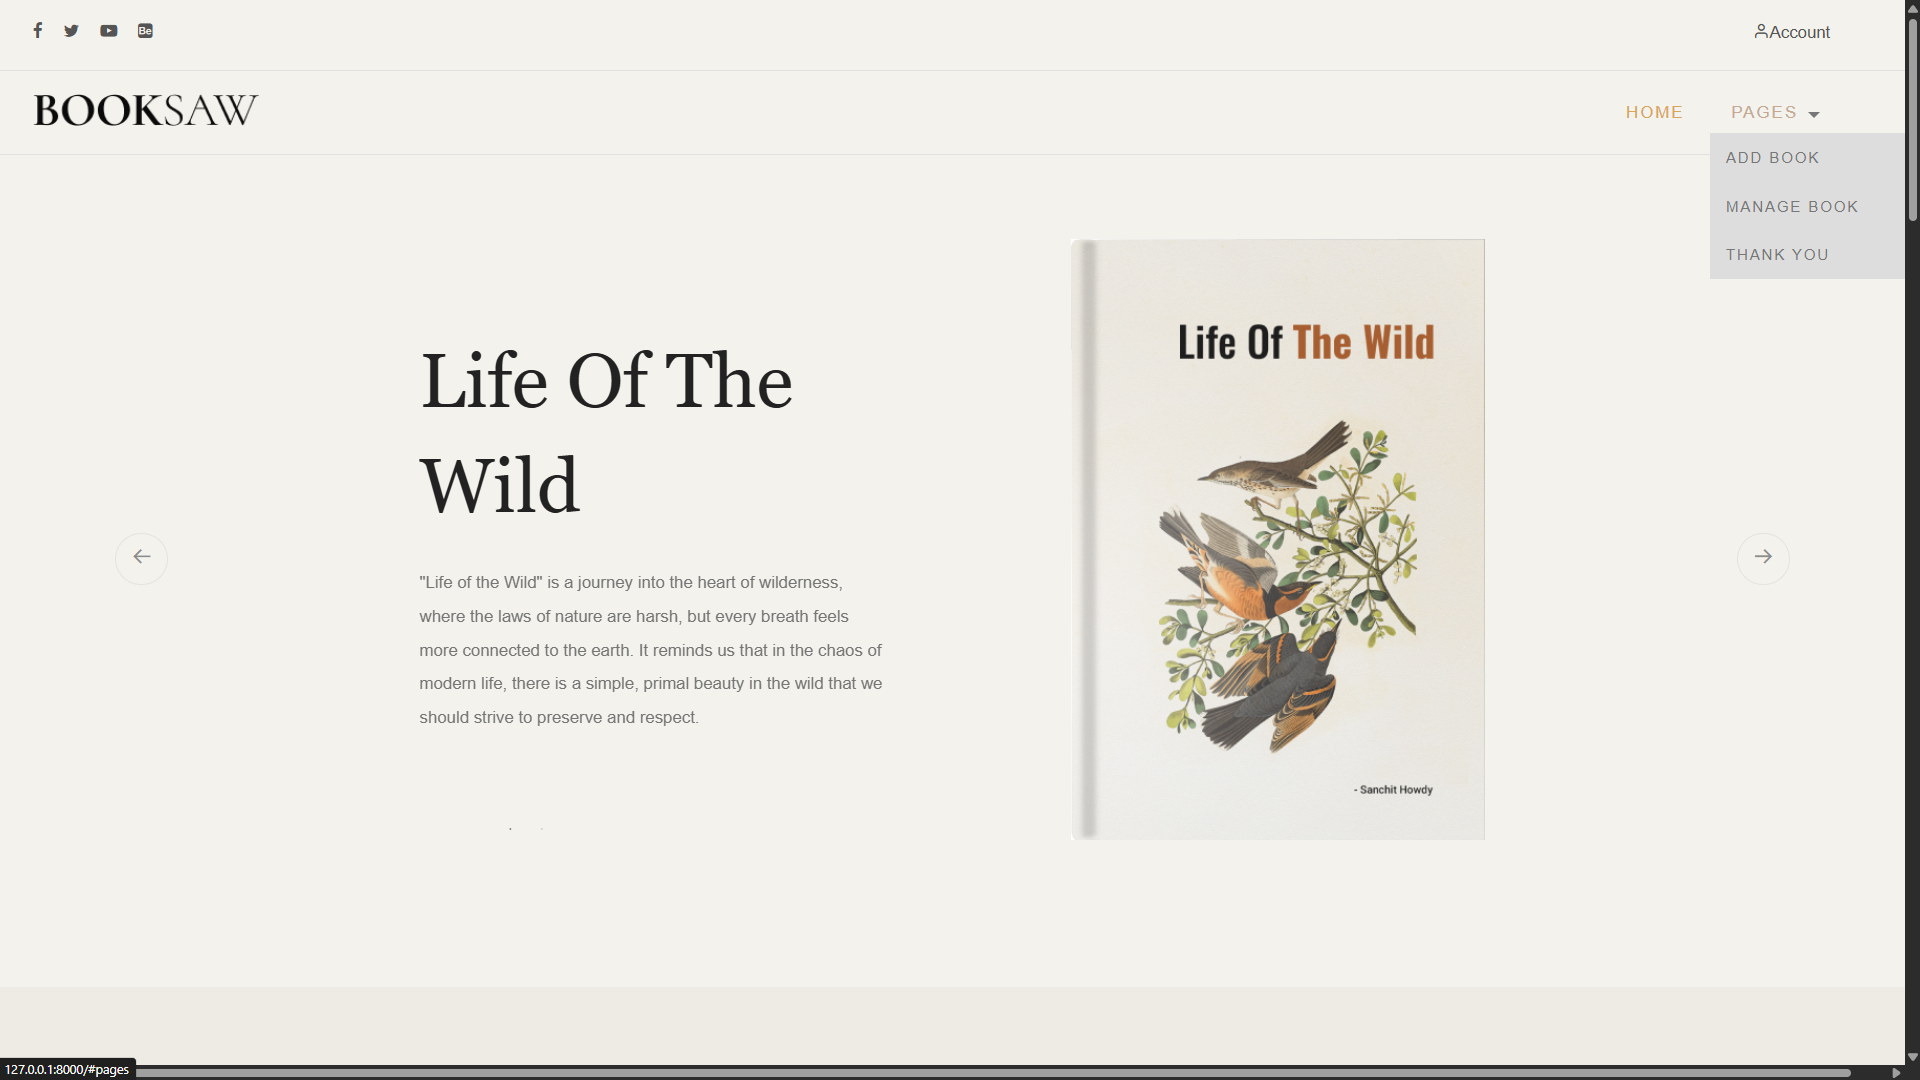 Be
Account
BOOKSAW
HOME
PAGES
ADD BOOK
MANAGE BOOK
THANK YOU
Life Of The
Wild
"Life of the Wild" is a journey into the heart of wilderness,
where the laws of nature are harsh, but every breath feels
more connected to the earth. It reminds us that in the chaos of
modern life, there is a simple, primal beauty in the wild that we
should strive to preserve and respect.
Life Of The Wild
- Sanchit Howdy
127.0.0.1:8000/#pages